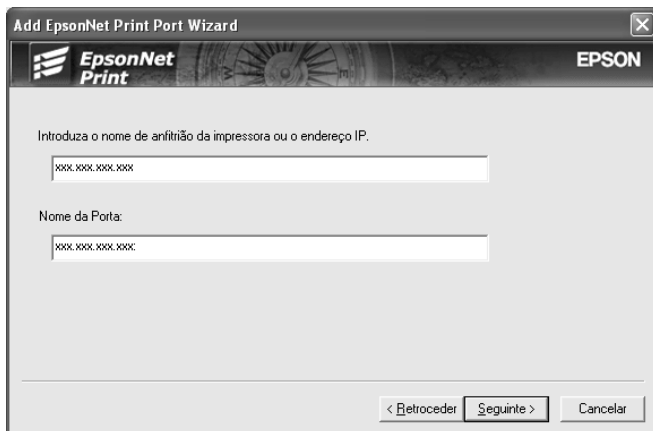 Add EpsonNet Print Port Wizard
EpsonNet
Print
EPSON
Introduza o nome de anfitrião da impressora ou o endereço IP.
xxx.xxx.xxx.xxx
Nome da Porta:
xxx.xxx.xxx.xxx:
< Retroceder
Seguinte >
Cancelar